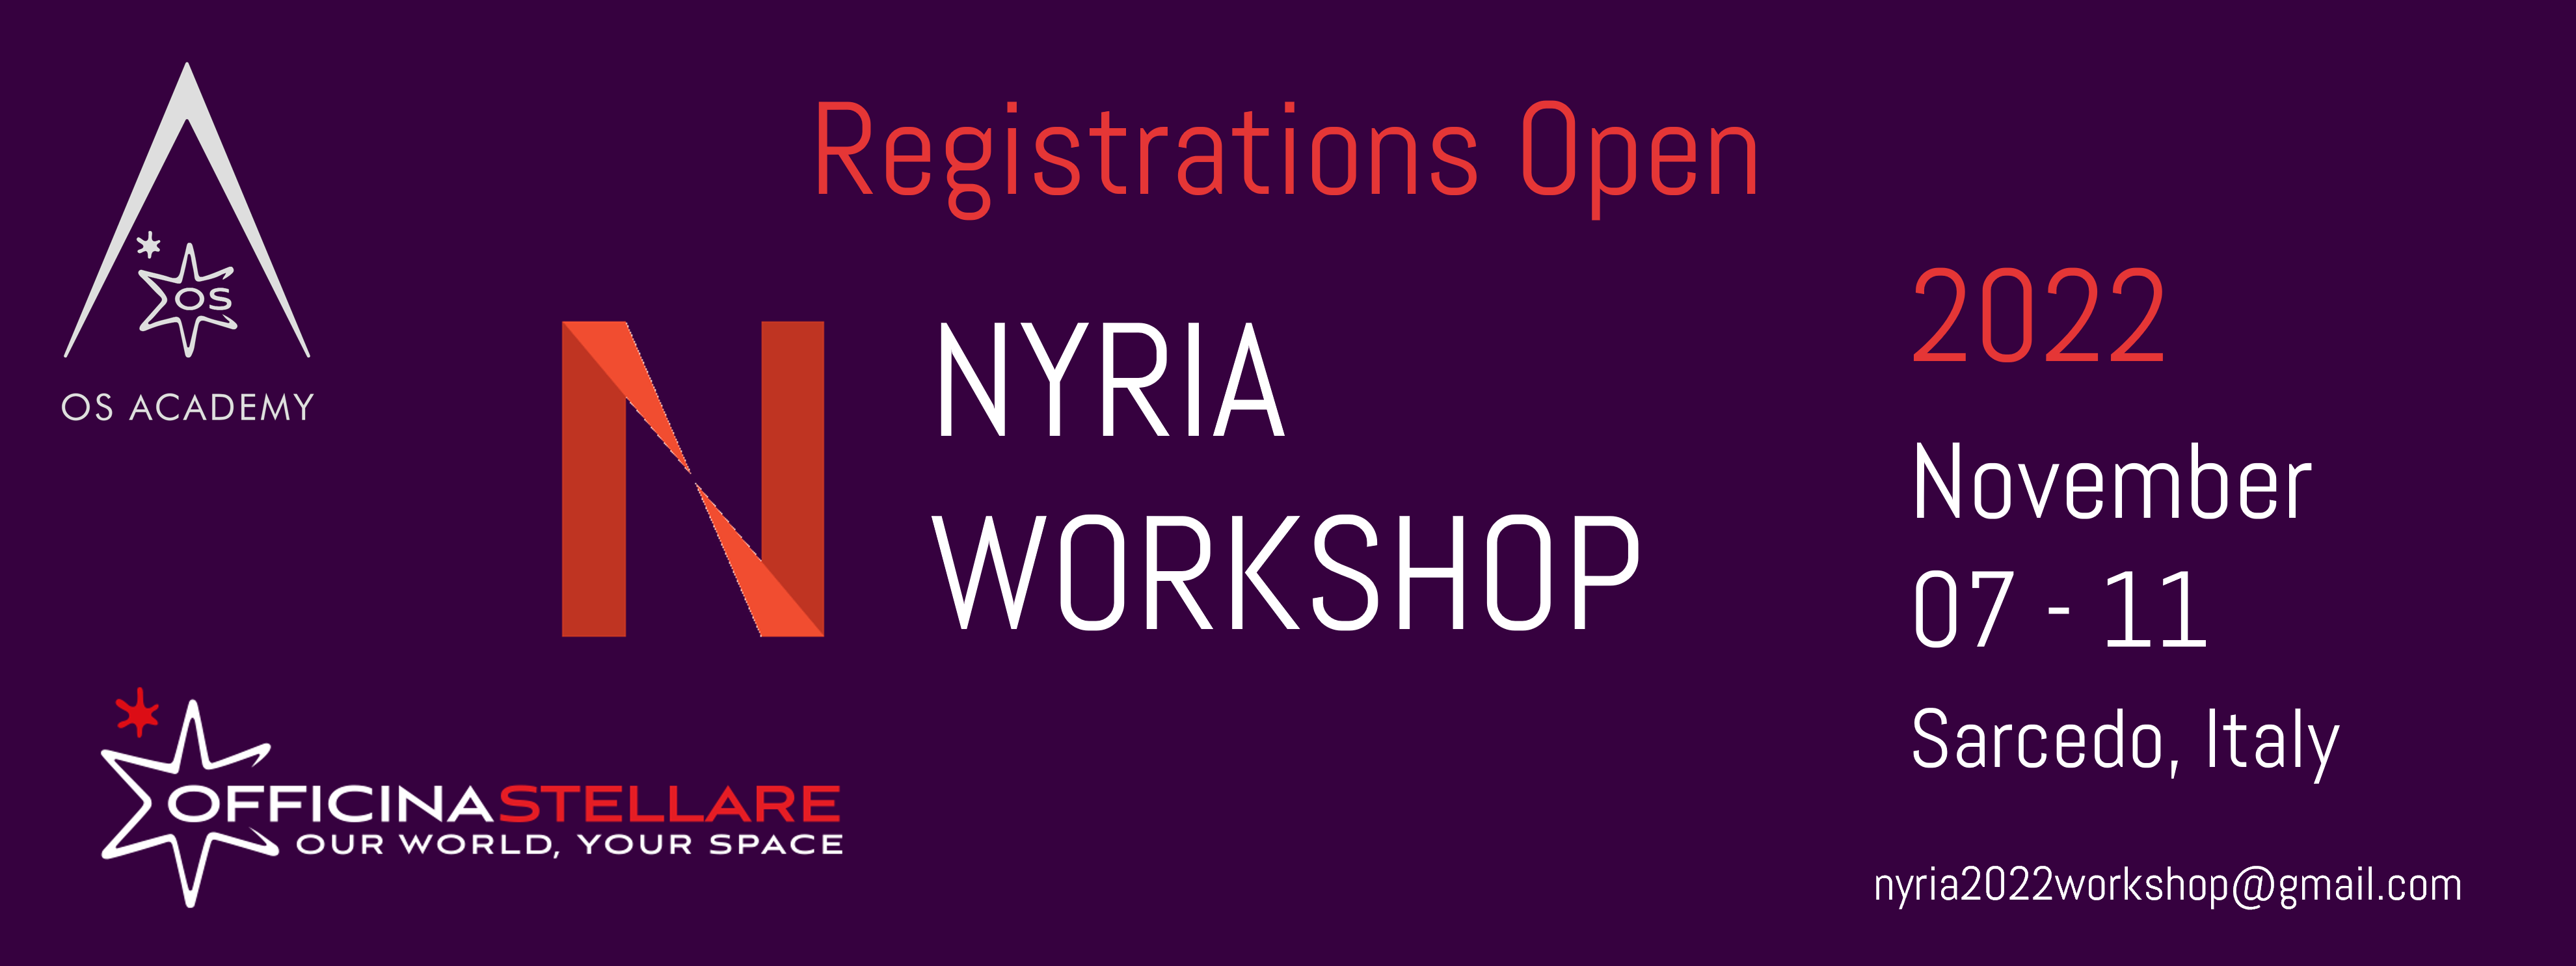 Registrations Open
OS
OS ACADEMY
N
NYRIA
WORKSHOP
2022
November
07 - 11
Sarcedo, Italy
OFFICINASTELLARE
OUR WORLD, YOUR SPACE
nyria2022workshop@gmail.com